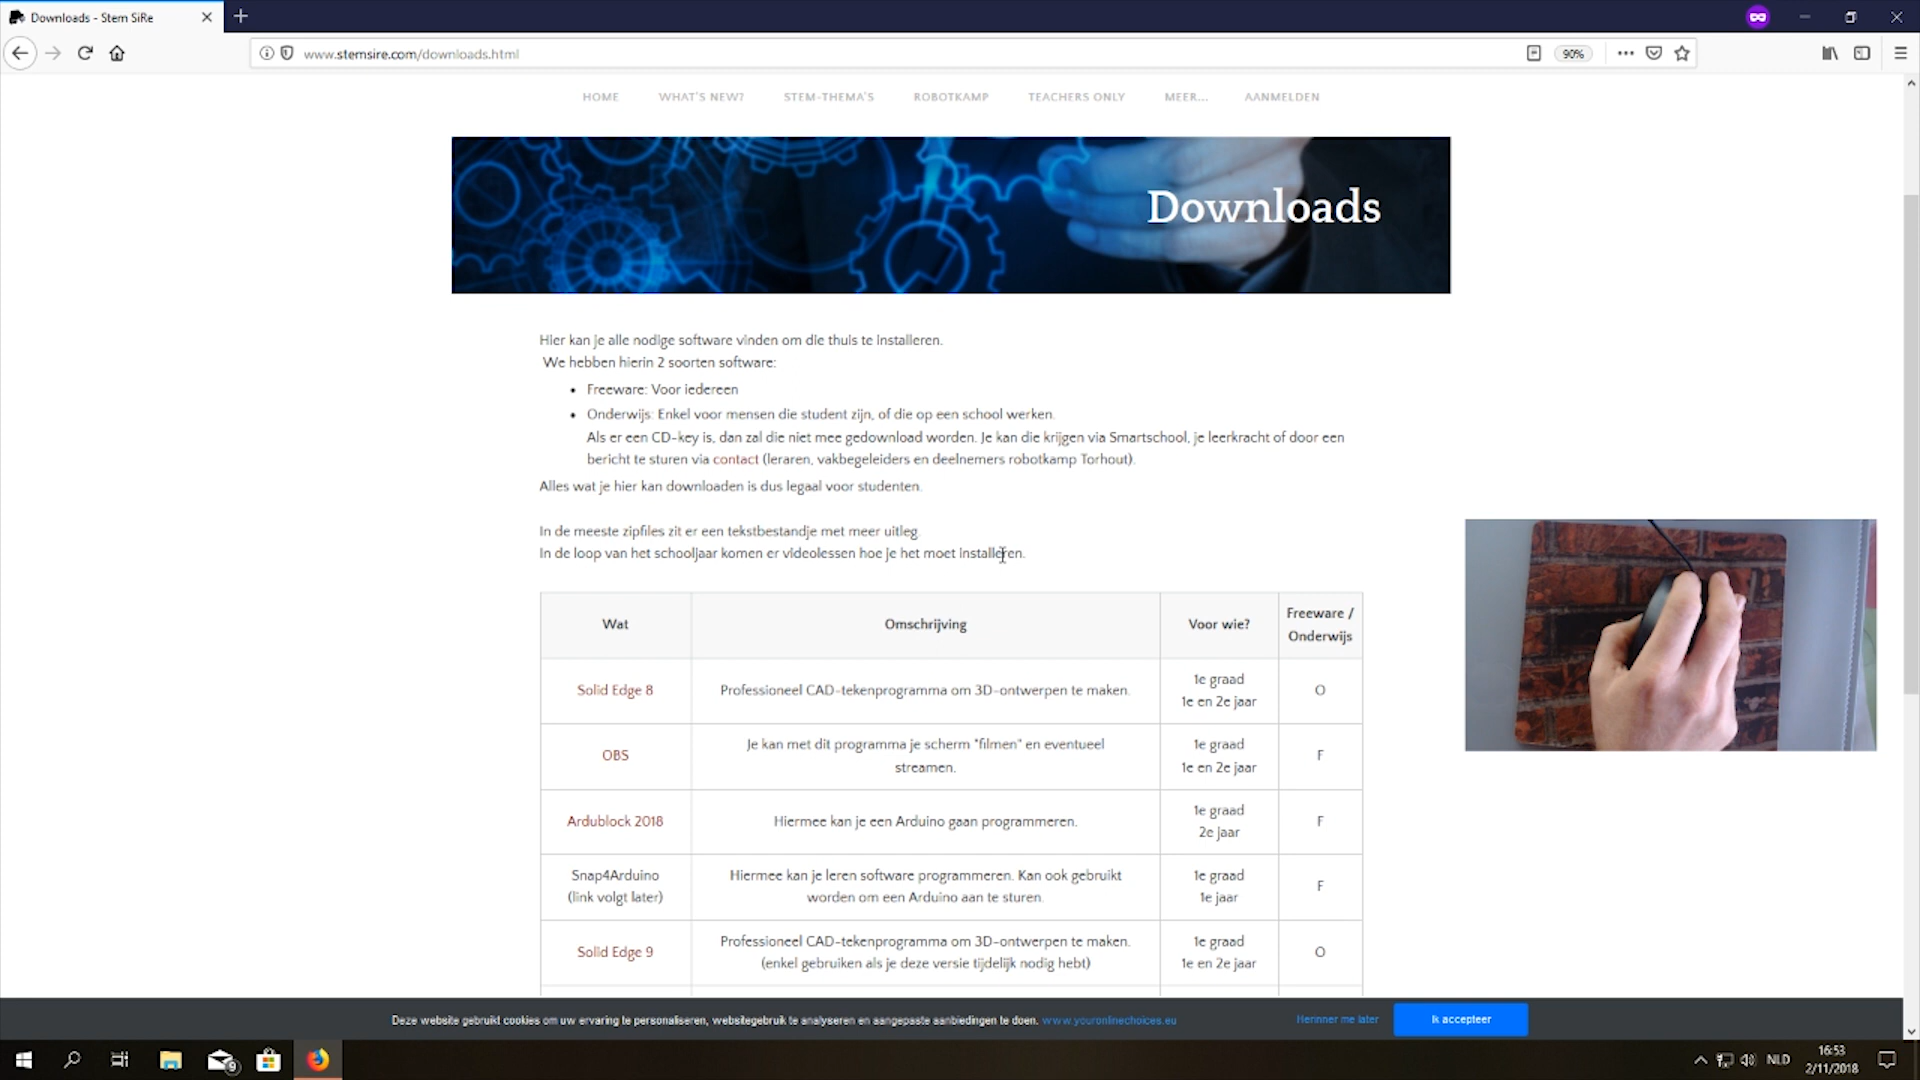 Downloads - Stem SiRe
www.stemsire.com/downloads.html
90%
HOME
WHAT'S NEW?
STEM-THEMA'S
ROBOTKAMP
TEACHERS ONLY
MEER...
AANMELDEN
Downloads
Hier kan je alle nodige software vinden om die thuis te installeren.
We hebben hierin 2 soorten software:
Freeware: Voor iedereen
Onderwijs: Enkel voor mensen die student zijn, of die op een school werken.
Als er een CD-key is, dan zal die niet mee gedownload worden. Je kan die krijgen via Smartschool, je leerkracht of door een
bericht te sturen via contact (leraren, vakbegeleiders en deelnemers robotkamp Torhout).
Alles wat je hier kan downloaden is dus legaal voor studenten.
In de meeste zipfiles zit er een tekstbestandje met meer uitleg.
In de loop van het schooljaar komen er videolessen hoe je het moet installeren.
Wat
Omschrijving
Voor wie?
Freeware /
Onderwijs
Solid Edge 8
Professioneel CAD-tekenprogramma om 3D-ontwerpen te maken.
1e graad
1e en 2e jaar
O
OBS
Je kan met dit programma je scherm "filmen" en eventueel
streamen.
1e graad
1e en 2e jaar
F
Ardublock 2018
Hiermee kan je een Arduino gaan programmeren.
1e graad
2e jaar
F
Snap4Arduino
(link volgt later)
Hiermee kan je leren software programmeren. Kan ook gebruikt
worden om een Arduino aan te sturen.
1e graad
1e jaar
F
Solid Edge 9
Professioneel CAD-tekenprogramma om 3D-ontwerpen te maken.
(enkel gebruiken als je deze versie tijdelijk nodig hebt)
1e graad
1e en 2e jaar
O
Deze website gebruikt cookies om uw ervaring te personaliseren, websitegebruik te analyseren en aangepaste aanbiedingen te doen. www.youronlinechoices.eu
Herinner me later
Ik accepteer
9
NLD
16:53
2/11/2018